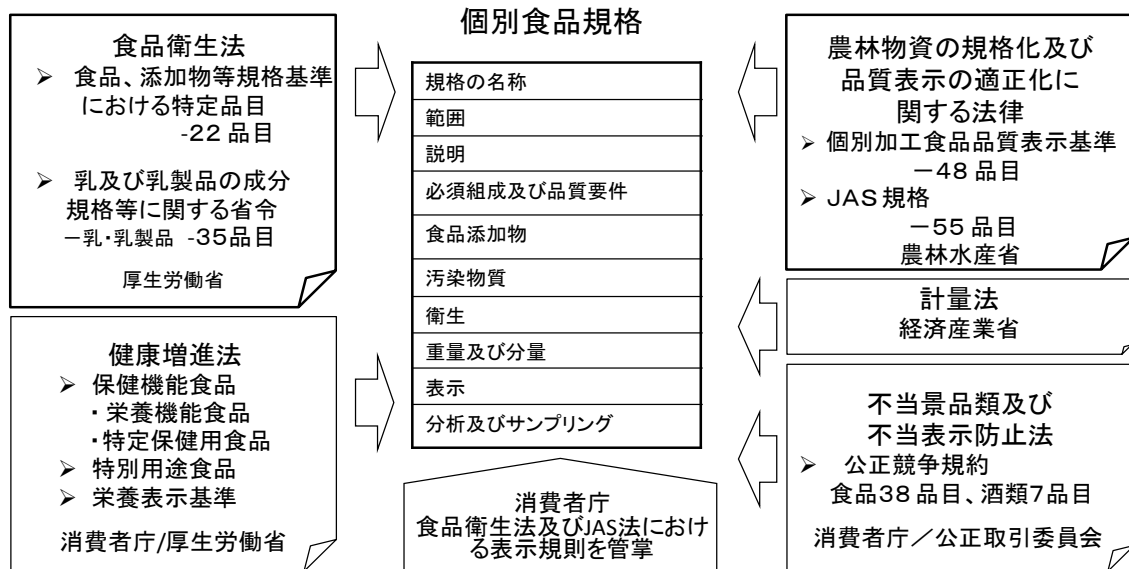 個別食品規格
食品衛生法
➢ 食品、添加物等規格基準
における特定品目
-22 品目
➢ 乳及び乳製品の成分
規格等に関する省令
－乳・乳製品 -35品目
厚生労働省
健康増進法
➢ 保健機能食品
・栄養機能食品
・特定保健用食品
➢ 特別用途食品
➢ 栄養表示基準
消費者庁/厚生労働省
規格の名称
範囲
説明
必須組成及び品質要件
食品添加物
汚染物質
衛生
重量及び分量
表示
分析及びサンプリング
消費者庁
食品衛生法及びJAS法におけ
る表示規則を管掌
農林物資の規格化及び
品質表示の適正化に
関する法律
➢ 個別加工食品品質表示基準
－48 品目
➢ JAS 規格
－55 品目
農林水産省
計量法
経済産業省
不当景品類及び
不当表示防止法
➢ 公正競争規約
食品38 品目、酒類7品目
消費者庁／公正取引委員会